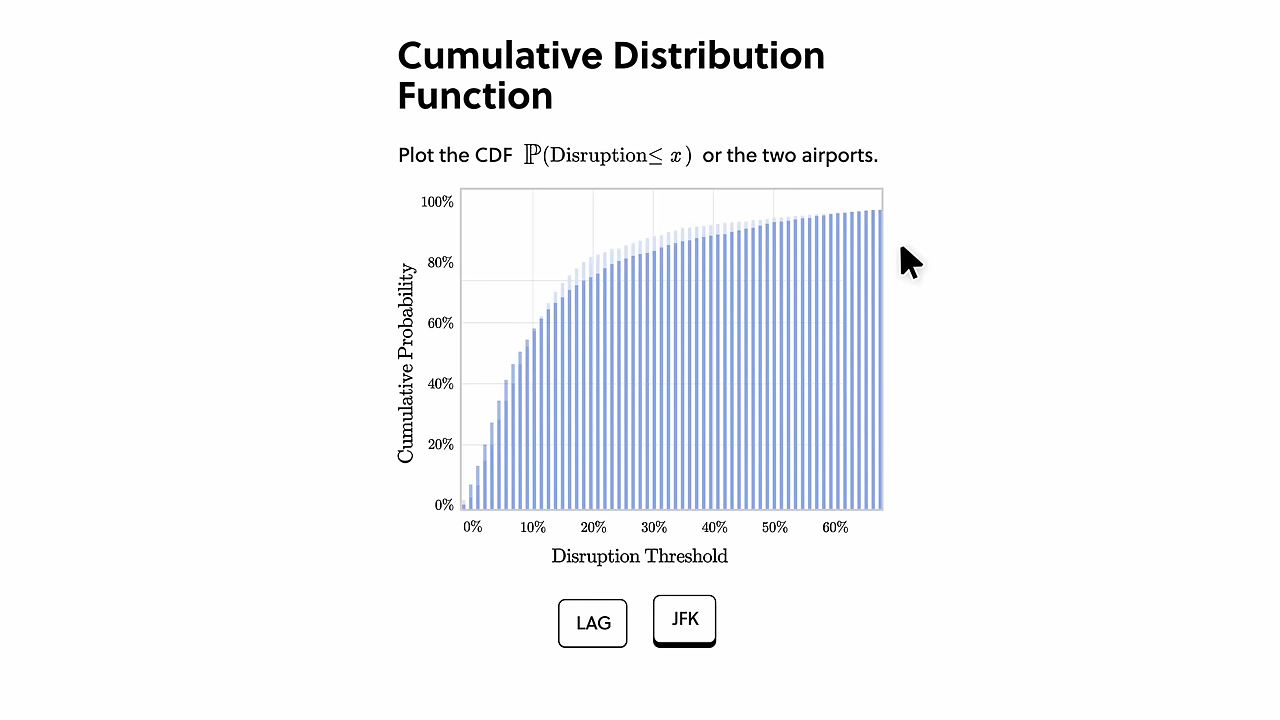 Cumulative Distribution
Function
Plot the CDF ℙ(Disruption≤ x) or the two airports.
100%
80%
60%
40%
20%
0%
Cumulative Probability
0% 10% 20% 30% 40% 50% 60%
Disruption Threshold
LAG JFK